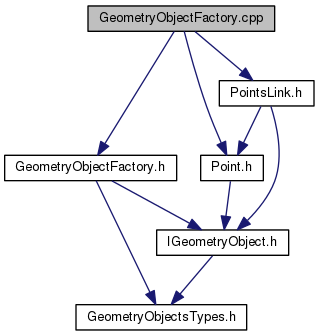 GeometryObjectFactory.cpp
PointsLink.h
GeometryObjectFactory.h
Point.h
IGeometryObject.h
GeometryObjectsTypes.h